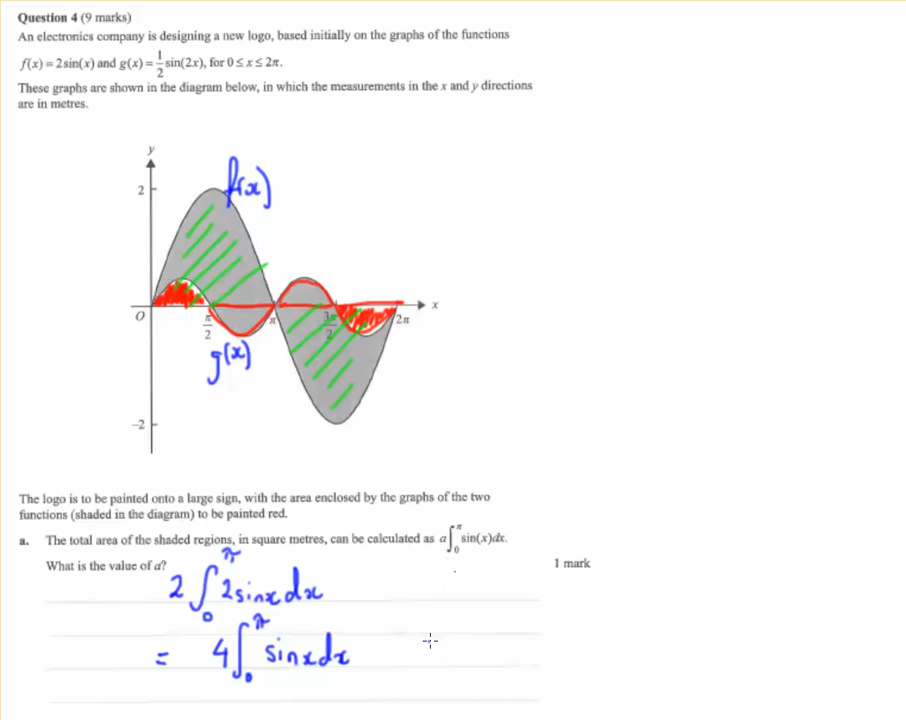 Question 4 (9 marks)
An electronics company is designing a new logo, based initially on the graphs of the functions
f(x) = 2 sin(x) and g(x) = 1/2 sin(2x), for 0 ≤ x ≤ 2π.
These graphs are shown in the diagram below, in which the measurements in the x and y directions
are in metres.
y
f(x)
2
x
O
π/2
π
3π/2
2π
g(x)
−2
The logo is to be painted onto a large sign, with the area enclosed by the graphs of the two
functions (shaded in the diagram) to be painted red.
a. The total area of the shaded regions, in square metres, can be calculated as a∫₀^π sin(x)dx.
What is the value of a?
1 mark
2∫₀^π 2sinx dx
= 4∫₀^π sinxdx